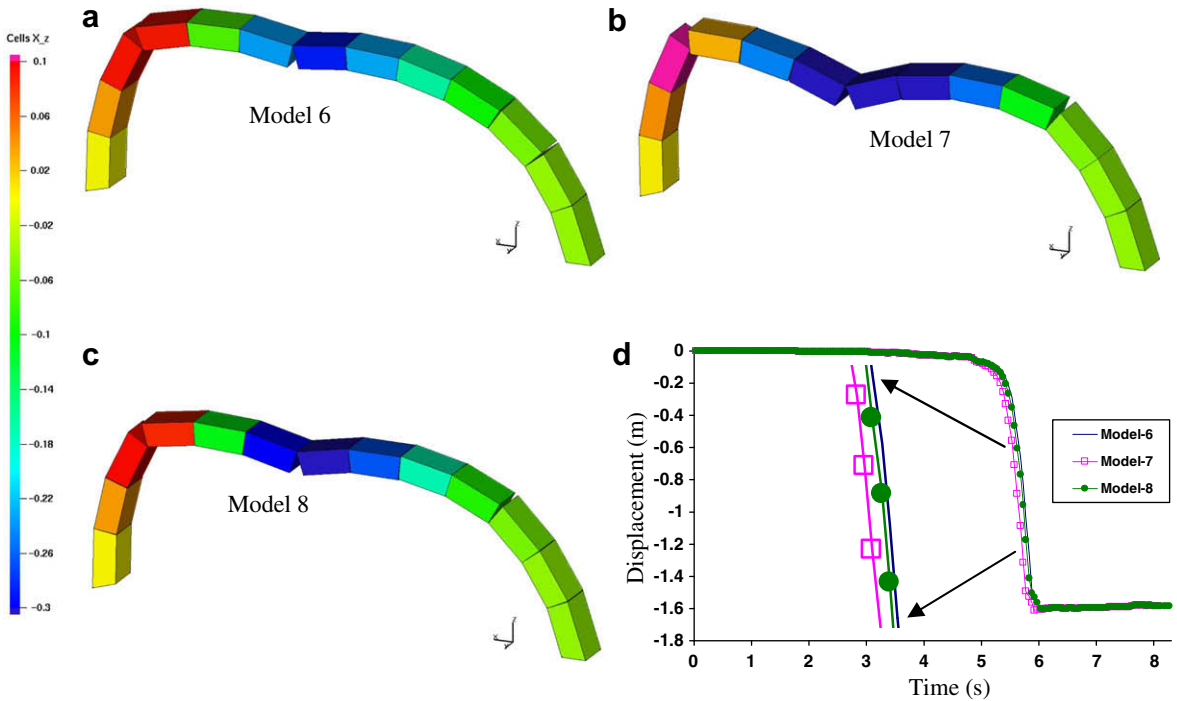 a
b
Cells X_z
0.1
0.06
0.02
-0.02
-0.06
-0.1
-0.14
-0.18
-0.22
-0.26
-0.3
Model 6
Model 7
Z
X
Y
Z
X
Y
c
Model 8
Z
X
Y
d
0
-0.2
-0.4
-0.6
-0.8
-1
-1.2
-1.4
-1.6
-1.8
Displacement (m)
0 1 2 3 4 5 6 7 8
Time (s)
Model-6
Model-7
Model-8